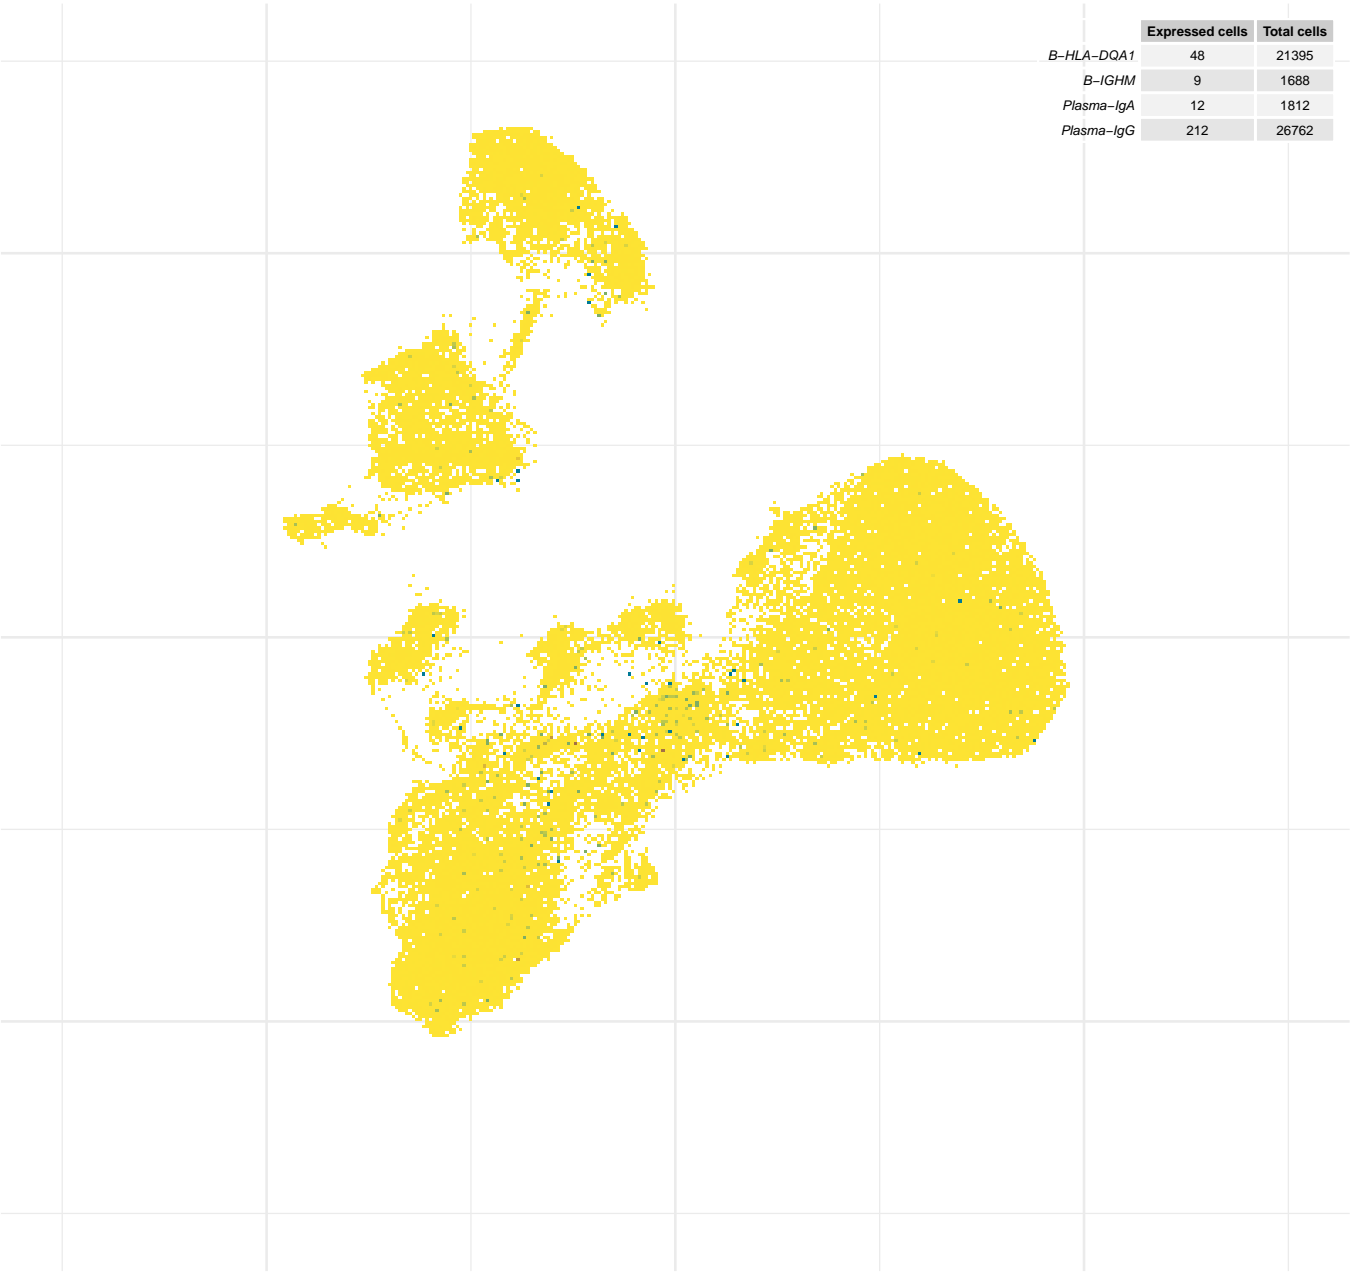 Expressed cells Total cells
B−HLA−DQA1 48 21395
B−IGHM 9 1688
Plasma−IgA 12 1812
Plasma−IgG 212 26762